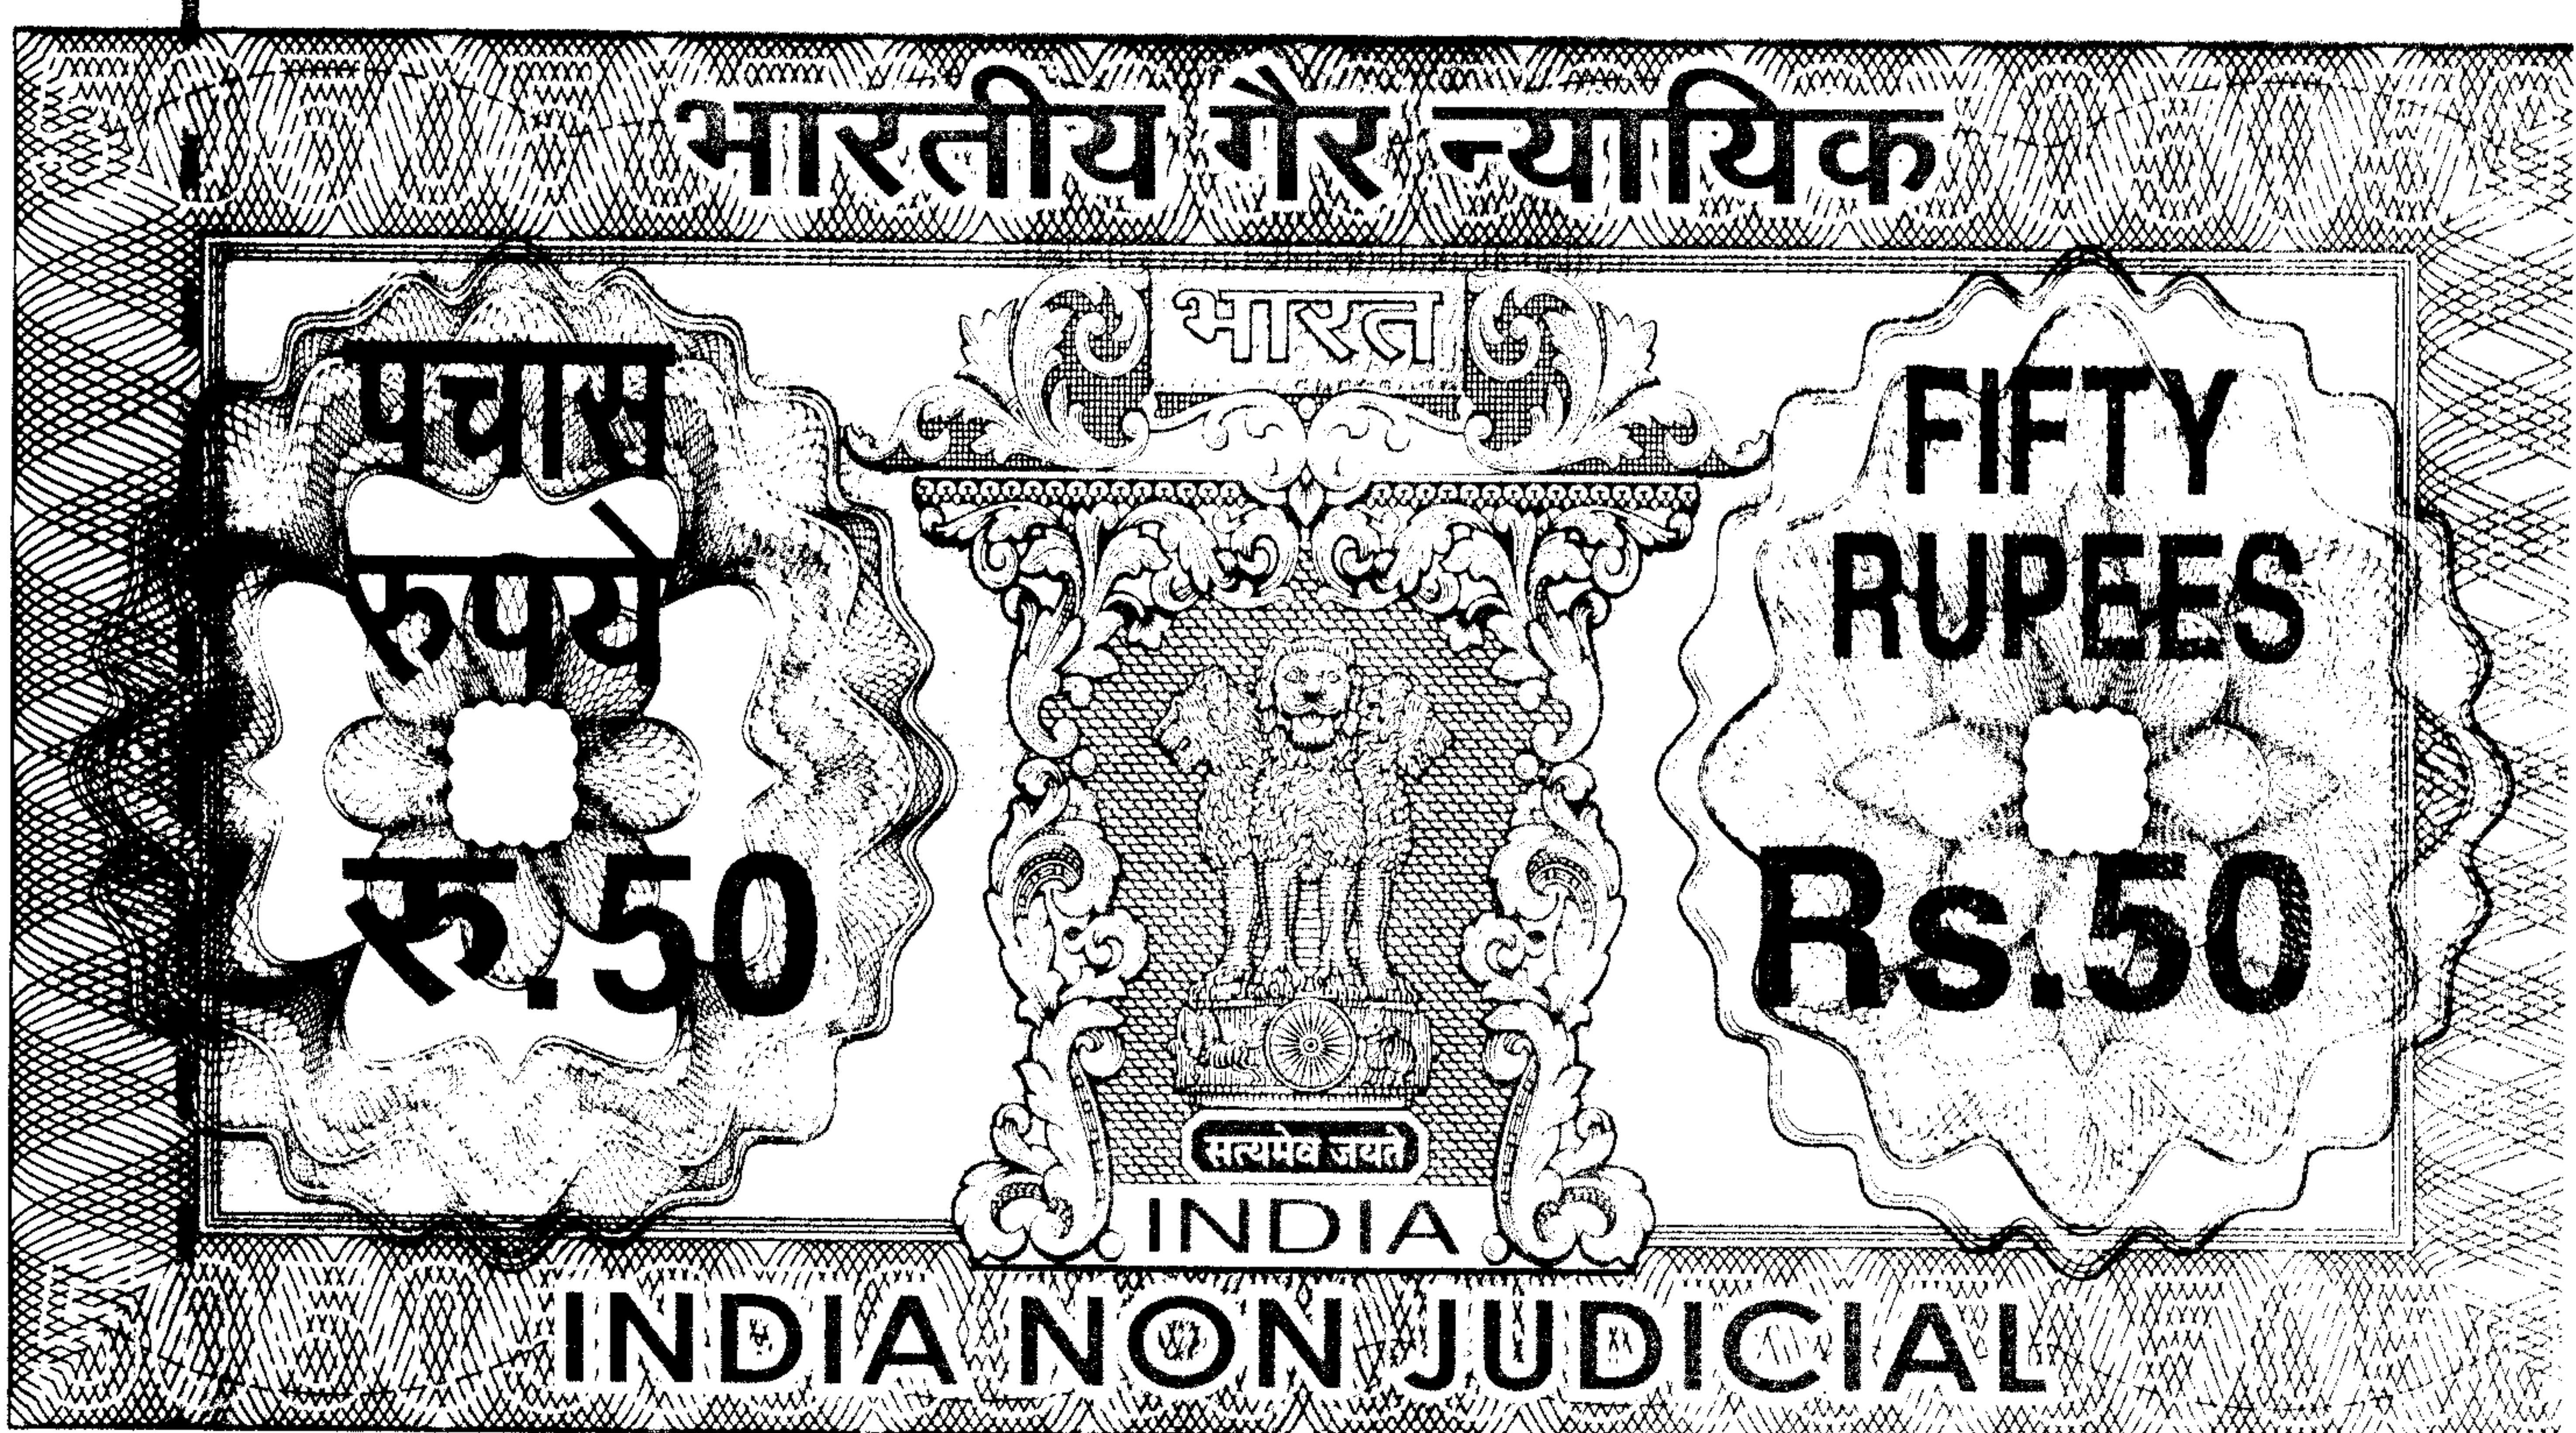 भारतीय गैर न्यायिक
भारत
पचास
रुपये
रु.50
FIFTY
RUPEES
Rs.50
सत्यमेव जयते
INDIA
INDIA NON JUDICIAL